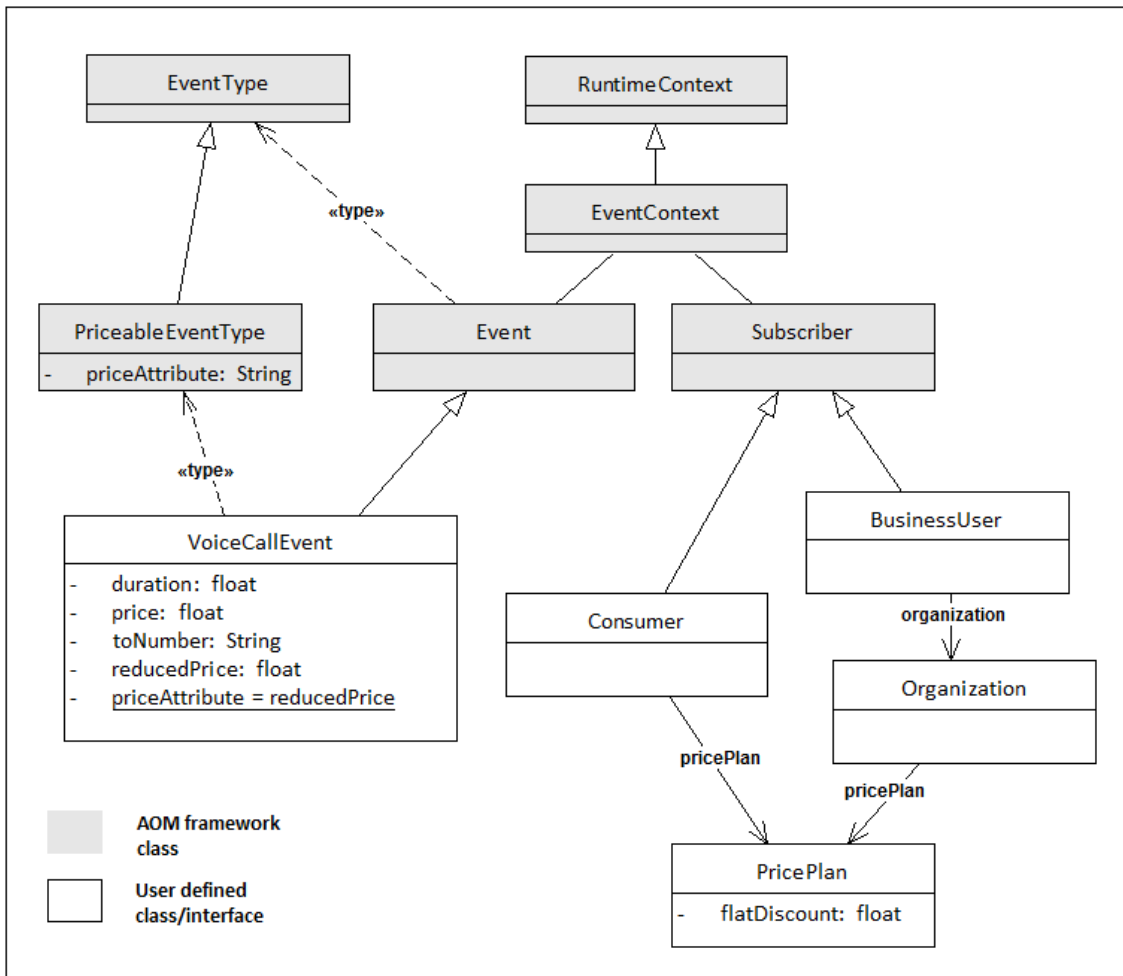 EventType
RuntimeContext
EventContext
«type»
PriceableEventType
- priceAttribute: String
Event
Subscriber
«type»
VoiceCallEvent
- duration: float
- price: float
- toNumber: String
- reducedPrice: float
- priceAttribute = reducedPrice
BusinessUser
Consumer
organization
Organization
pricePlan
pricePlan
AOM framework
class
User defined
class/interface
PricePlan
- flatDiscount: float